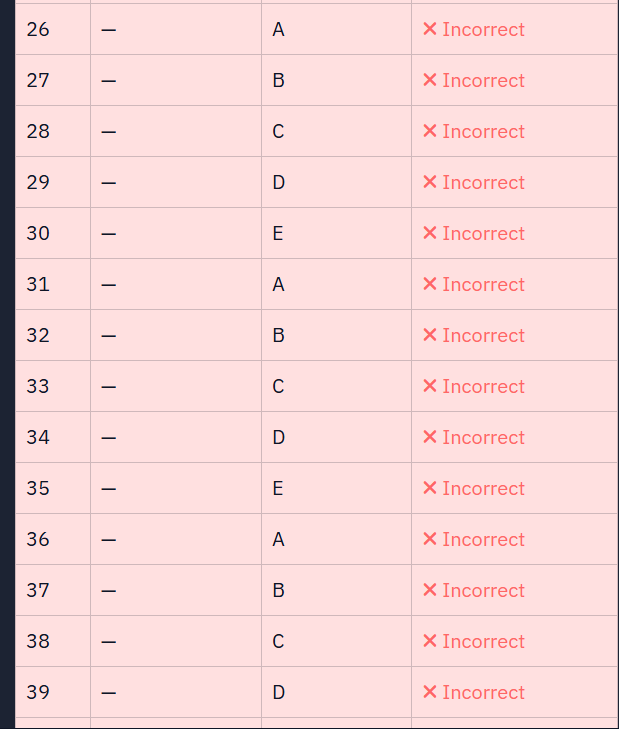 26 — A ✕ Incorrect
27 — B ✕ Incorrect
28 — C ✕ Incorrect
29 — D ✕ Incorrect
30 — E ✕ Incorrect
31 — A ✕ Incorrect
32 — B ✕ Incorrect
33 — C ✕ Incorrect
34 — D ✕ Incorrect
35 — E ✕ Incorrect
36 — A ✕ Incorrect
37 — B ✕ Incorrect
38 — C ✕ Incorrect
39 — D ✕ Incorrect